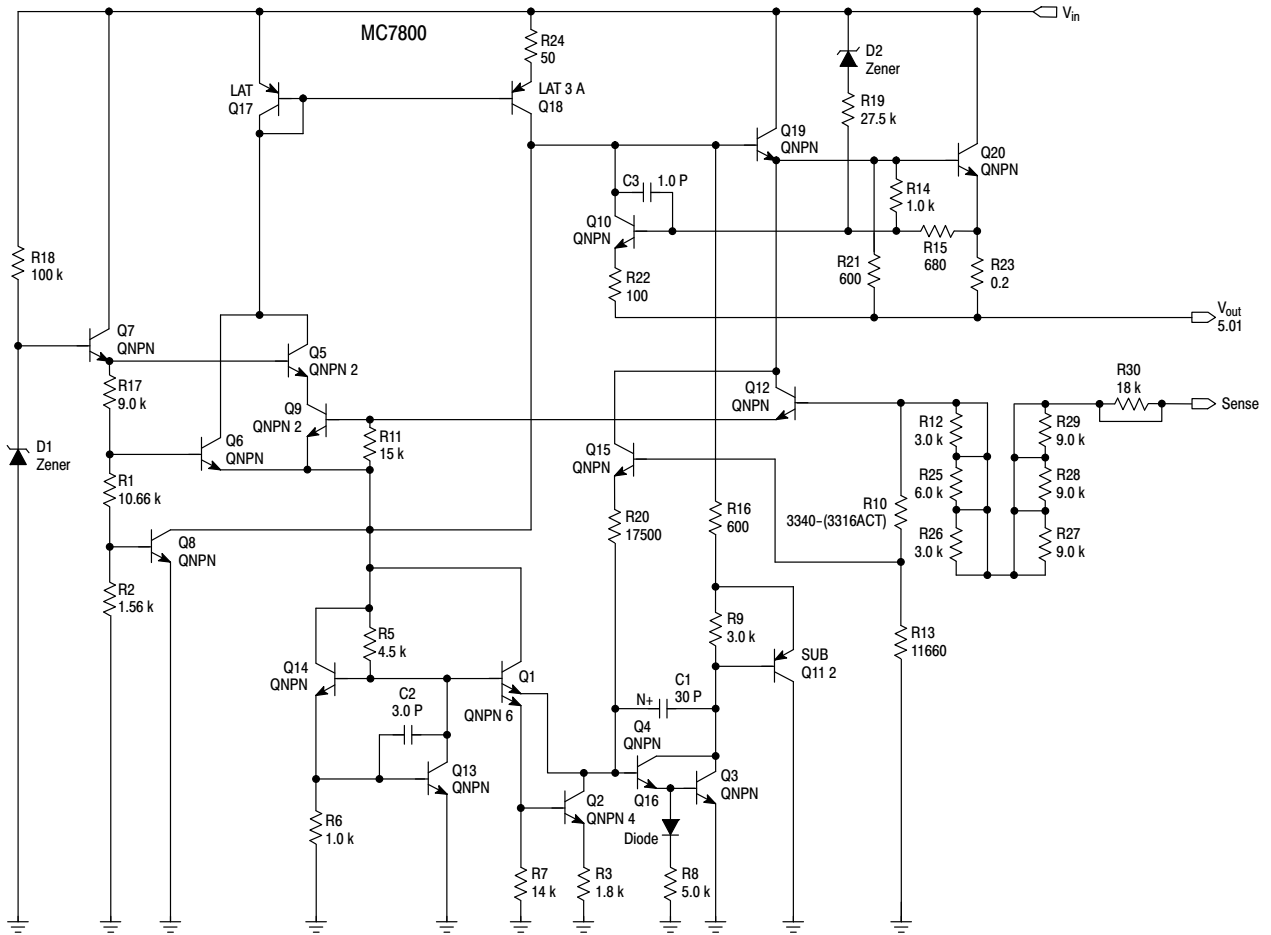 MC7800
Vin
R24
50
D2
Zener
LAT
Q17
LAT 3 A
Q18
R19
27.5 k
Q19
QNPN
Q20
QNPN
C3
1.0 P
R14
1.0 k
Q10
QNPN
R15
680
R18
100 k
R21
600
R22
100
R23
0.2
Vout
5.01
Q7
QNPN
Q5
QNPN 2
R17
9.0 k
R30
18 k
Sense
Q12
QNPN
Q9
QNPN 2
R12
3.0 k
R29
9.0 k
Q6
QNPN
R11
15 k
D1
Zener
Q15
QNPN
R1
10.66 k
R25
6.0 k
R28
9.0 k
R10
3340-(3316ACT)
R20
17500
R16
600
R26
3.0 k
R27
9.0 k
Q8
QNPN
R2
1.56 k
R9
3.0 k
R13
11660
R5
4.5 k
SUB
Q11 2
Q14
QNPN
Q1
QNPN 6
C2
3.0 P
N+
C1
30 P
Q4
QNPN
Q13
QNPN
Q16
Q3
QNPN
Q2
QNPN 4
R6
1.0 k
Diode
R7
14 k
R3
1.8 k
R8
5.0 k